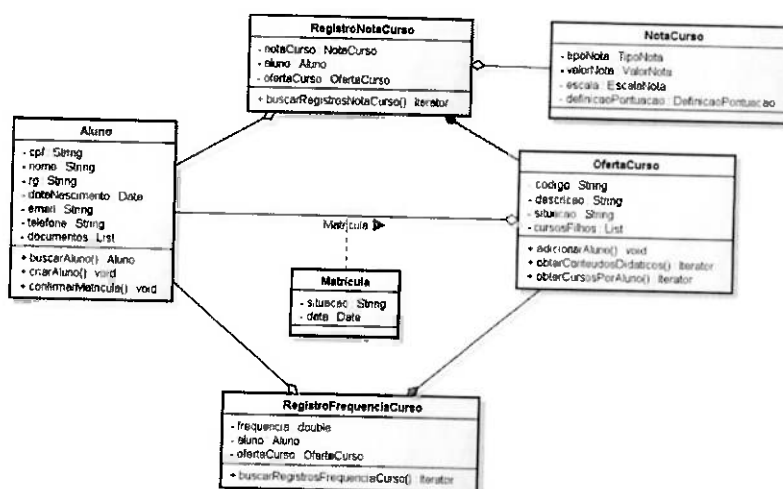 RegistroNotaCurso
- notaCurso NotaCurso
- aluno Aluno
- ofertaCurso OfertaCurso
+ buscarRegistrosNotaCurso() Iterator
NotaCurso
- tipoNota TipoNota
- valorNota ValorNota
- escala: EscalaNota
- definicaoPontuacao: DefinicaoPontuacao
Aluno
- cpf String
- nome String
- rg String
- dataNascimento Date
- email String
- telefone String
- documentos List
+ buscarAluno() Aluno
+ criarAluno() void
+ confirmarMatricula() void
OfertaCurso
- codigo String
- descricao String
- situacao String
- cursosFilhos: List
+ adicionarAluno() void
+ obterConteudosDidaticos() Iterator
+ obterCursosPorAluno() Iterator
Matricula
Matricula
- situacao String
- data Date
RegistroFrequenciaCurso
- frequencia double
- aluno Aluno
- ofertaCurso OfertaCurso
+ buscarRegistrosFrequenciaCurso() Iterator